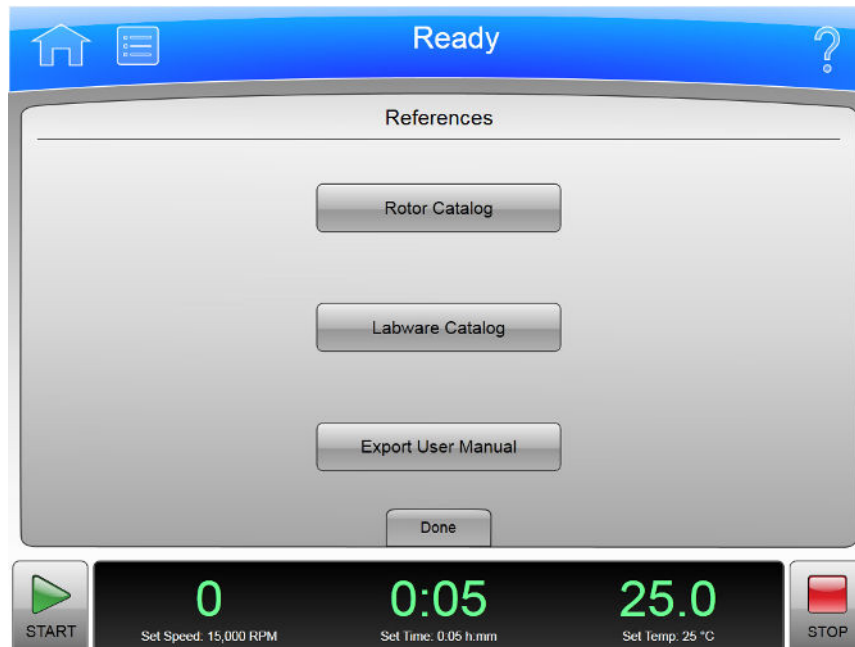 Ready
References
Rotor Catalog
Labware Catalog
Export User Manual
Done
0 0:05 25.0
START Set Speed: 15,000 RPM Set Time: 0:05 h:mm Set Temp: 25 °C STOP